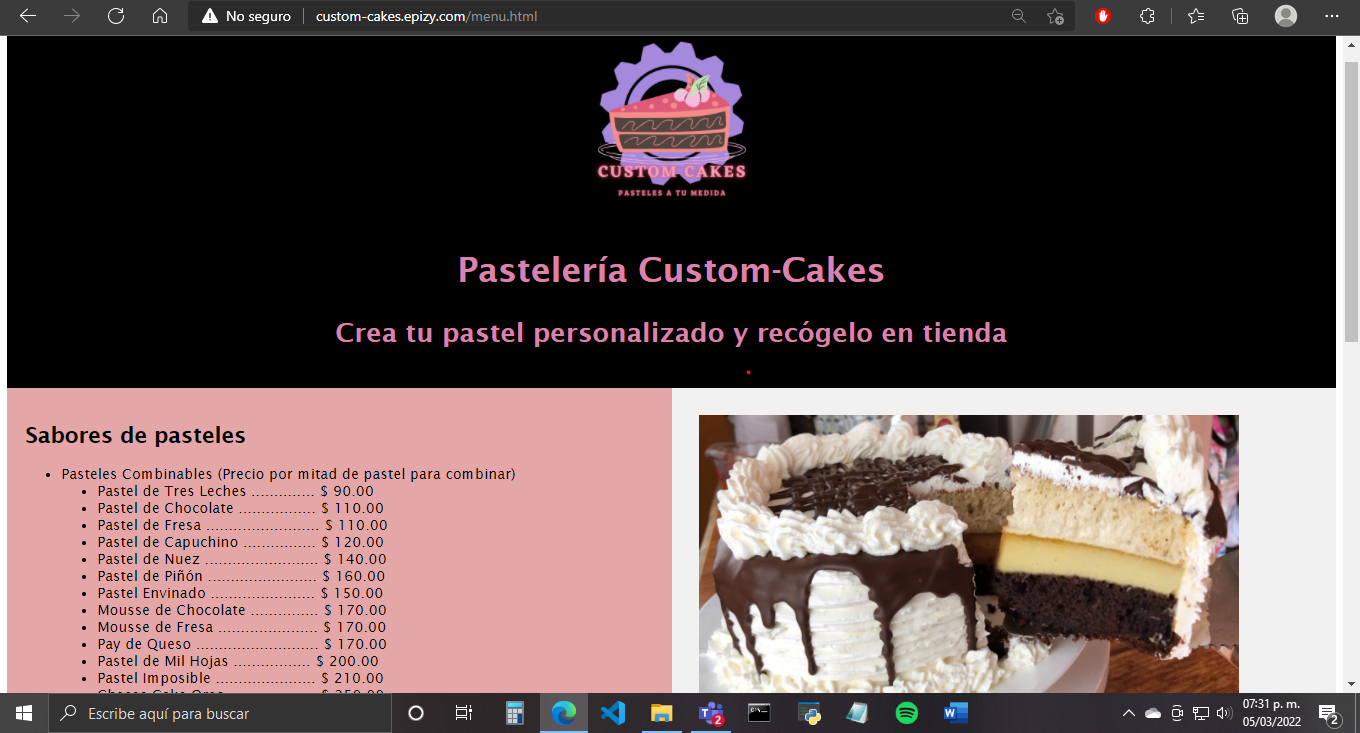 No seguro
custom-cakes.epizy.com/menu.html
CUSTOM CAKES
PASTELES A TU MEDIDA
Pastelería Custom-Cakes
Crea tu pastel personalizado y recógelo en tienda
Sabores de pasteles
Pasteles Combinables (Precio por mitad de pastel para combinar)
Pastel de Tres Leches .............. $ 90.00
Pastel de Chocolate ................. $ 110.00
Pastel de Fresa ......................... $ 110.00
Pastel de Capuchino ................ $ 120.00
Pastel de Nuez ......................... $ 140.00
Pastel de Piñón ........................ $ 160.00
Pastel Envinado ....................... $ 150.00
Mousse de Chocolate ............... $ 170.00
Mousse de Fresa ...................... $ 170.00
Pay de Queso ........................... $ 170.00
Pastel de Mil Hojas ................. $ 200.00
Pastel Imposible ...................... $ 210.00
Escribe aquí para buscar
2
07:31 p. m.
05/03/2022
2